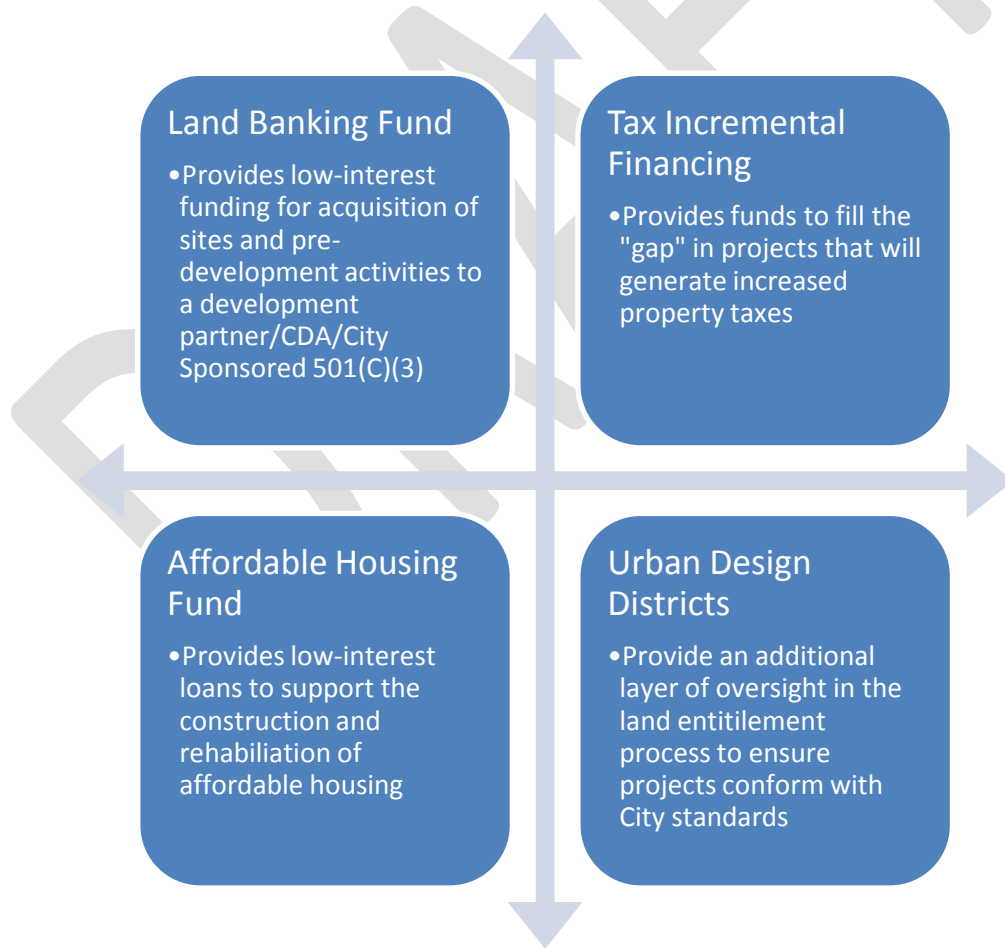 Land Banking Fund
•Provides low-interest
funding for acquisition of
sites and pre-
development activities to
a development
partner/CDA/City
Sponsored 501(C)(3)
Tax Incremental
Financing
•Provides funds to fill the
"gap" in projects that will
generate increased
property taxes
Affordable Housing
Fund
•Provides low-interest
loans to support the
construction and
rehabiliation of
affordable housing
Urban Design
Districts
•Provide an additional
layer of oversight in the
land entitilement
process to ensure
projects conform with
City standards